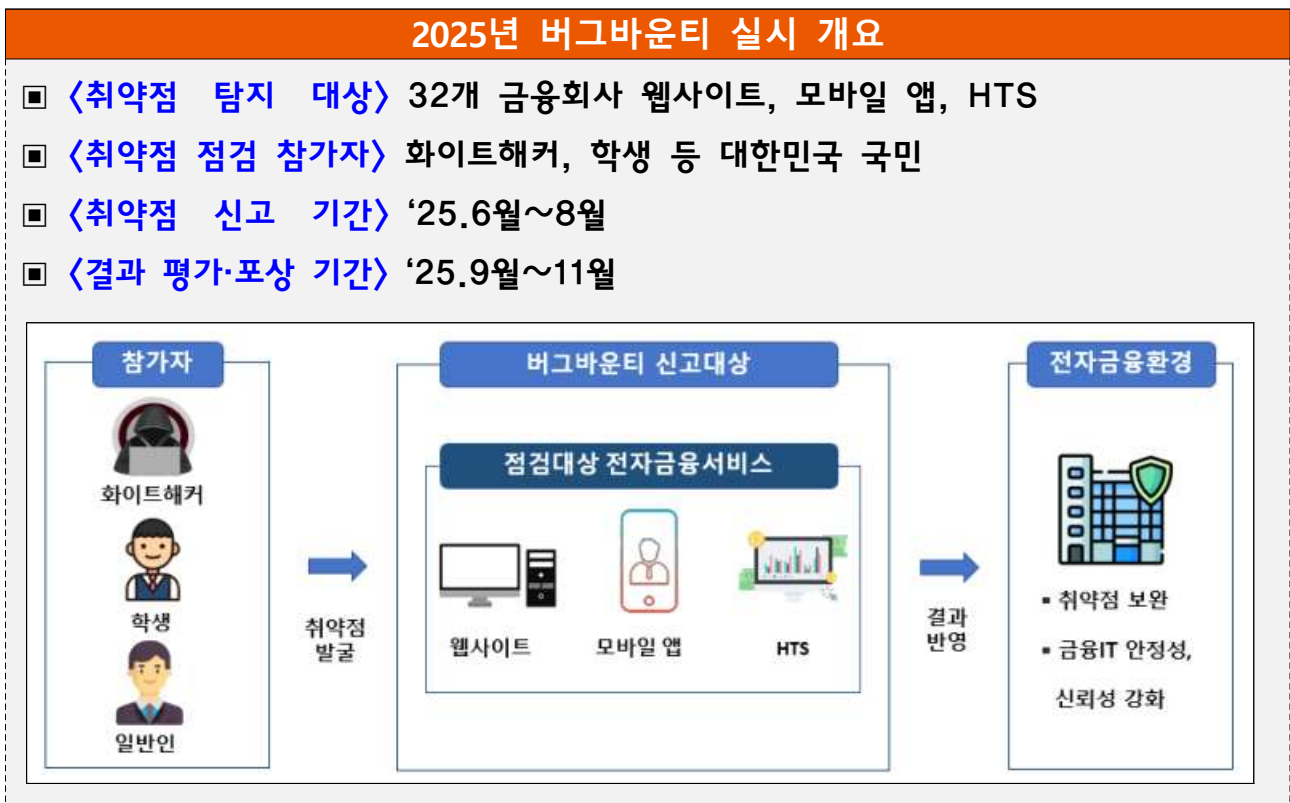 2025년 버그바운티 실시 개요
▣ 〈취약점 탐지 대상〉 32개 금융회사 웹사이트, 모바일 앱, HTS
▣ 〈취약점 점검 참가자〉 화이트해커, 학생 등 대한민국 국민
▣ 〈취약점 신고 기간〉 ‘25.6월~8월
▣ 〈결과 평가·포상 기간〉 ‘25.9월~11월
참가자
화이트해커
학생
일반인
취약점
발굴
버그바운티 신고대상
점검대상 전자금융서비스
웹사이트
모바일 앱
HTS
결과
반영
전자금융환경
▪ 취약점 보완
▪ 금융IT 안정성,
신뢰성 강화